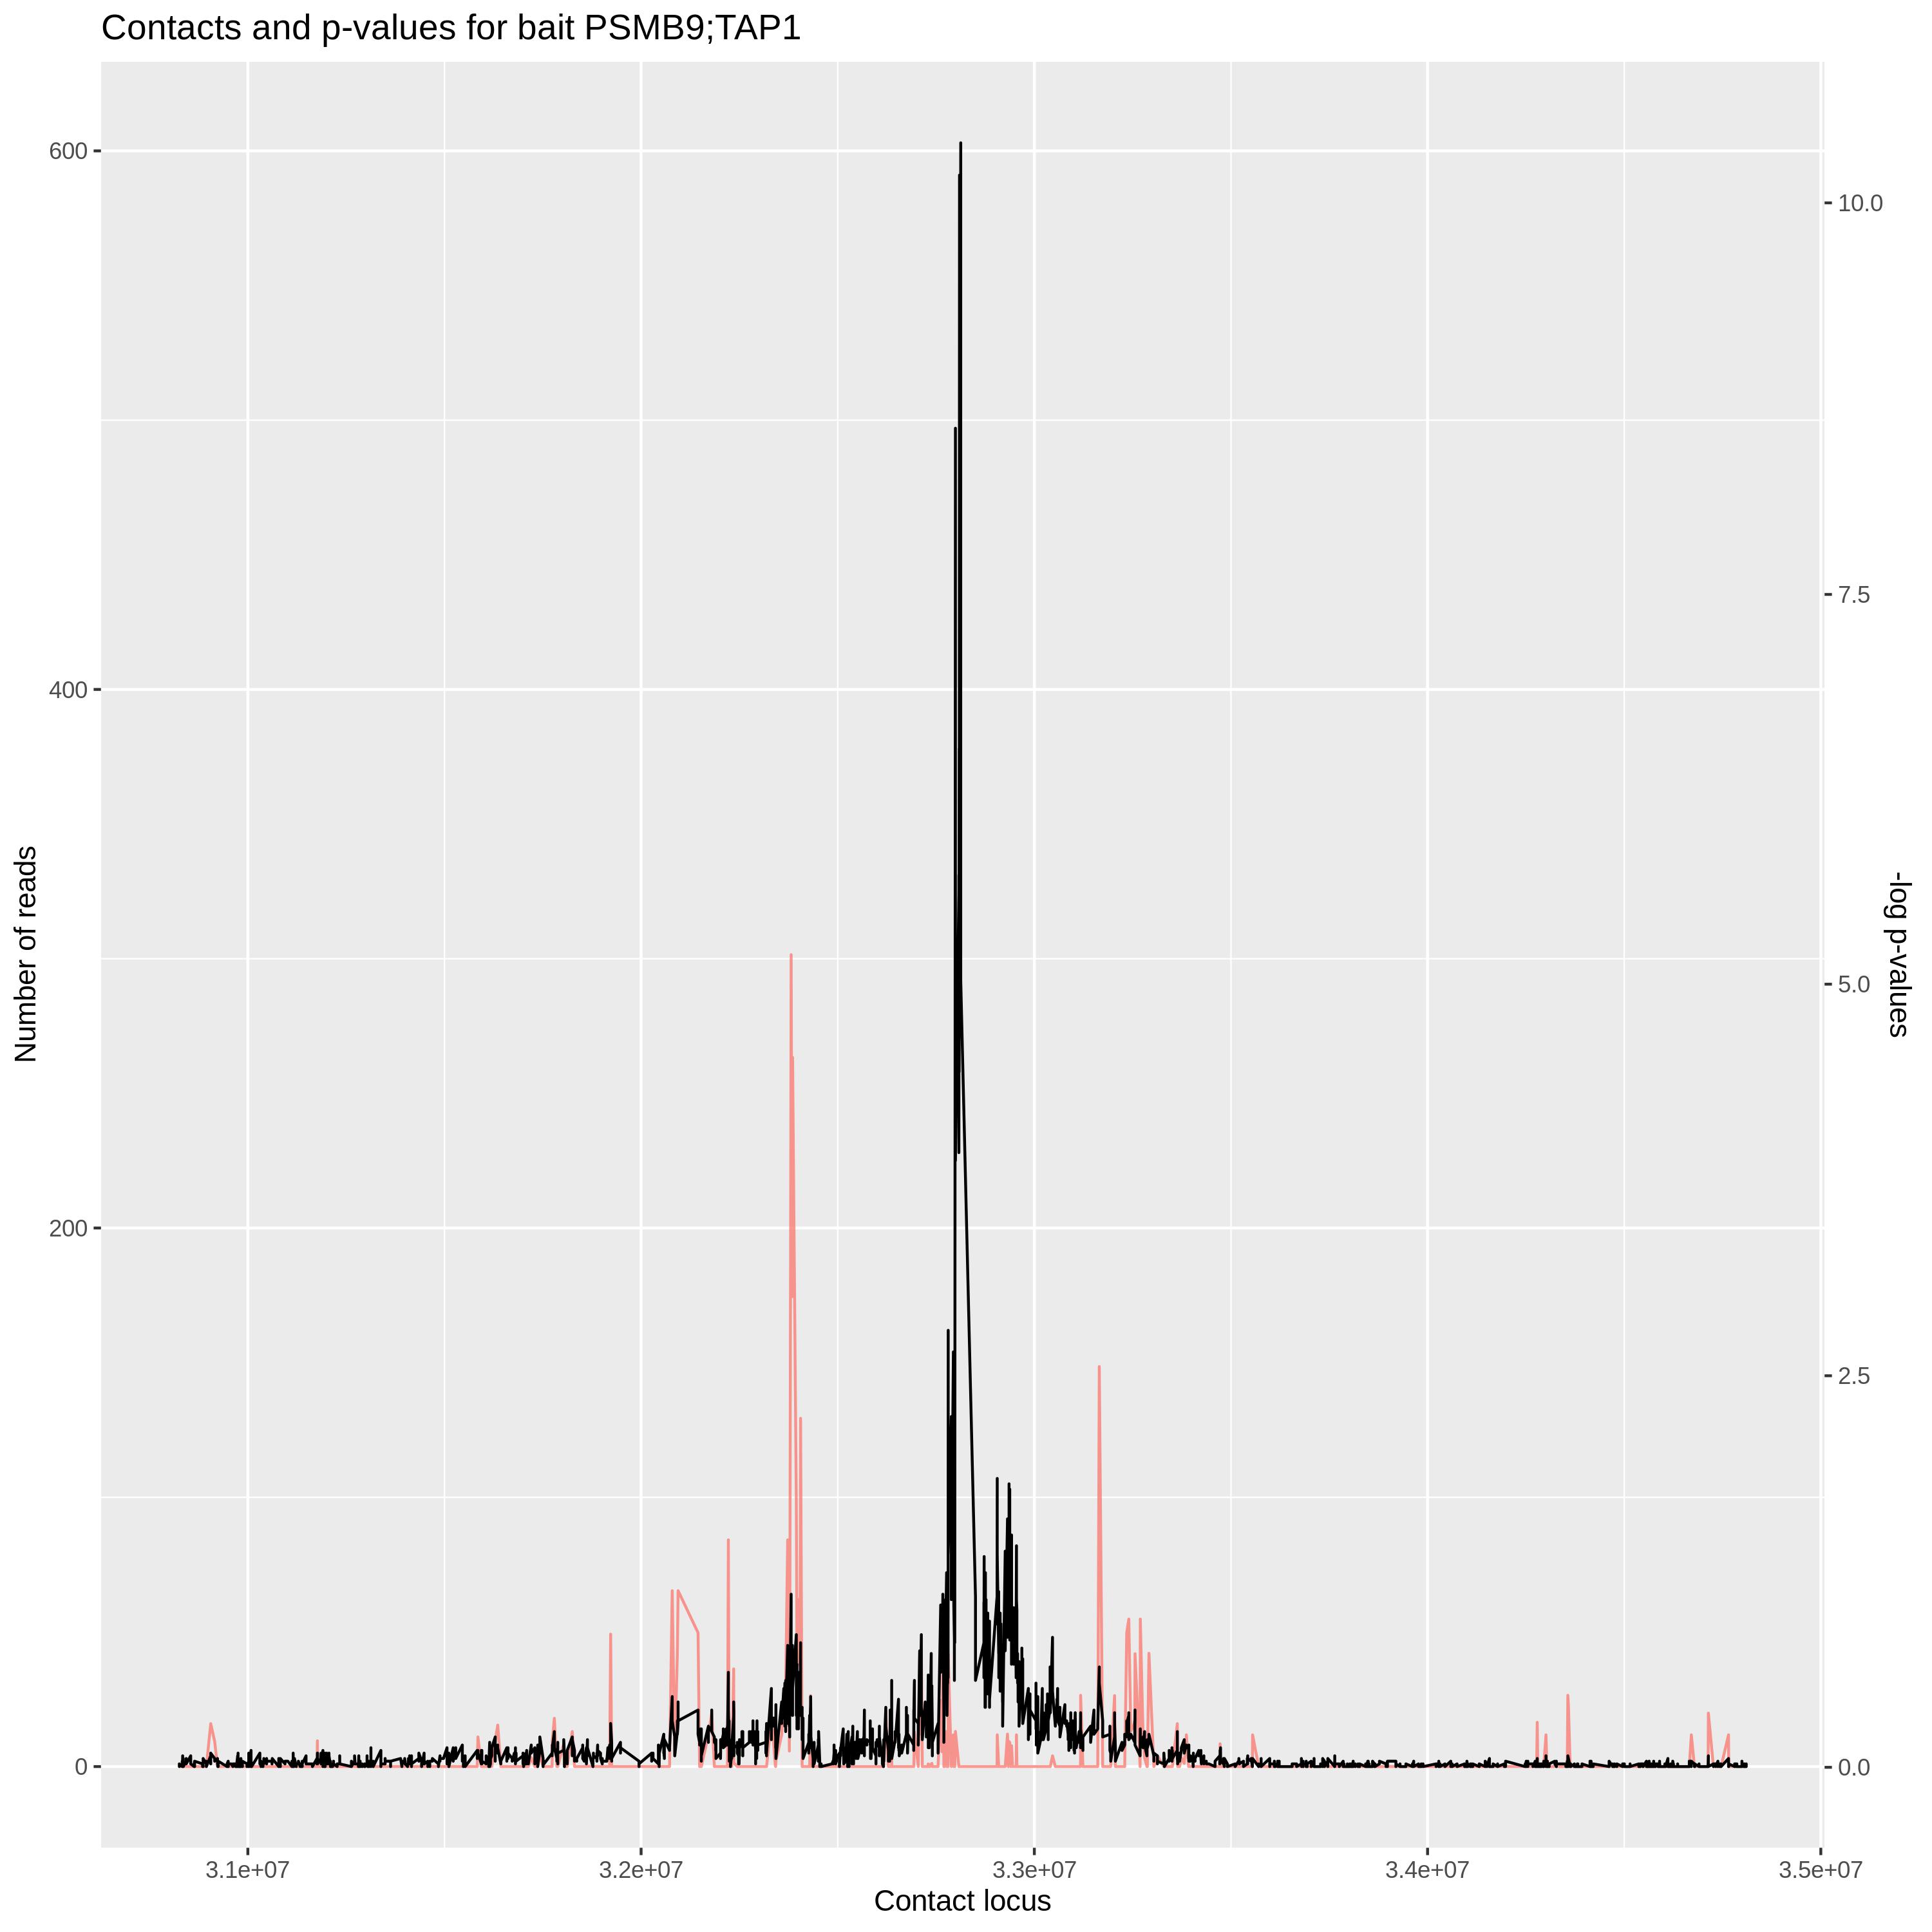 Contacts and p-values for bait PSMB9;TAP1
600
400
200
0
Number of reads
10.0
7.5
5.0
2.5
0.0
-log p-values
3.1e+07
3.2e+07
3.3e+07
3.4e+07
3.5e+07
Contact locus